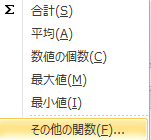 Σ 合計(S)
平均(A)
数値の個数(C)
最大値(M)
最小値(I)
その他の関数(F)...